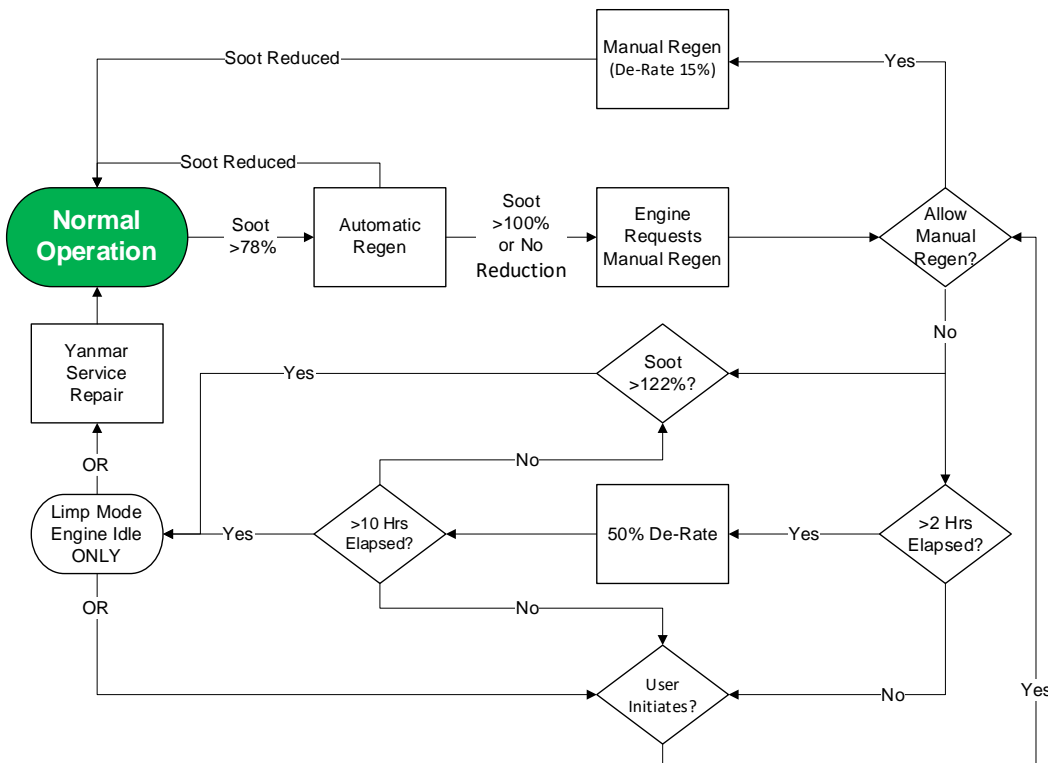 Manual Regen
(De-Rate 15%)
Soot Reduced
Yes
Soot Reduced
Normal
Operation
Soot
>78%
Automatic
Regen
Soot
>100%
or No
Reduction
Engine
Requests
Manual Regen
Allow
Manual
Regen?
No
Yanmar
Service
Repair
Yes
Soot
>122%?
OR
No
Limp Mode
Engine Idle
ONLY
Yes
>10 Hrs
Elapsed?
50% De-Rate
Yes
>2 Hrs
Elapsed?
OR
No
User
Initiates?
No
Yes